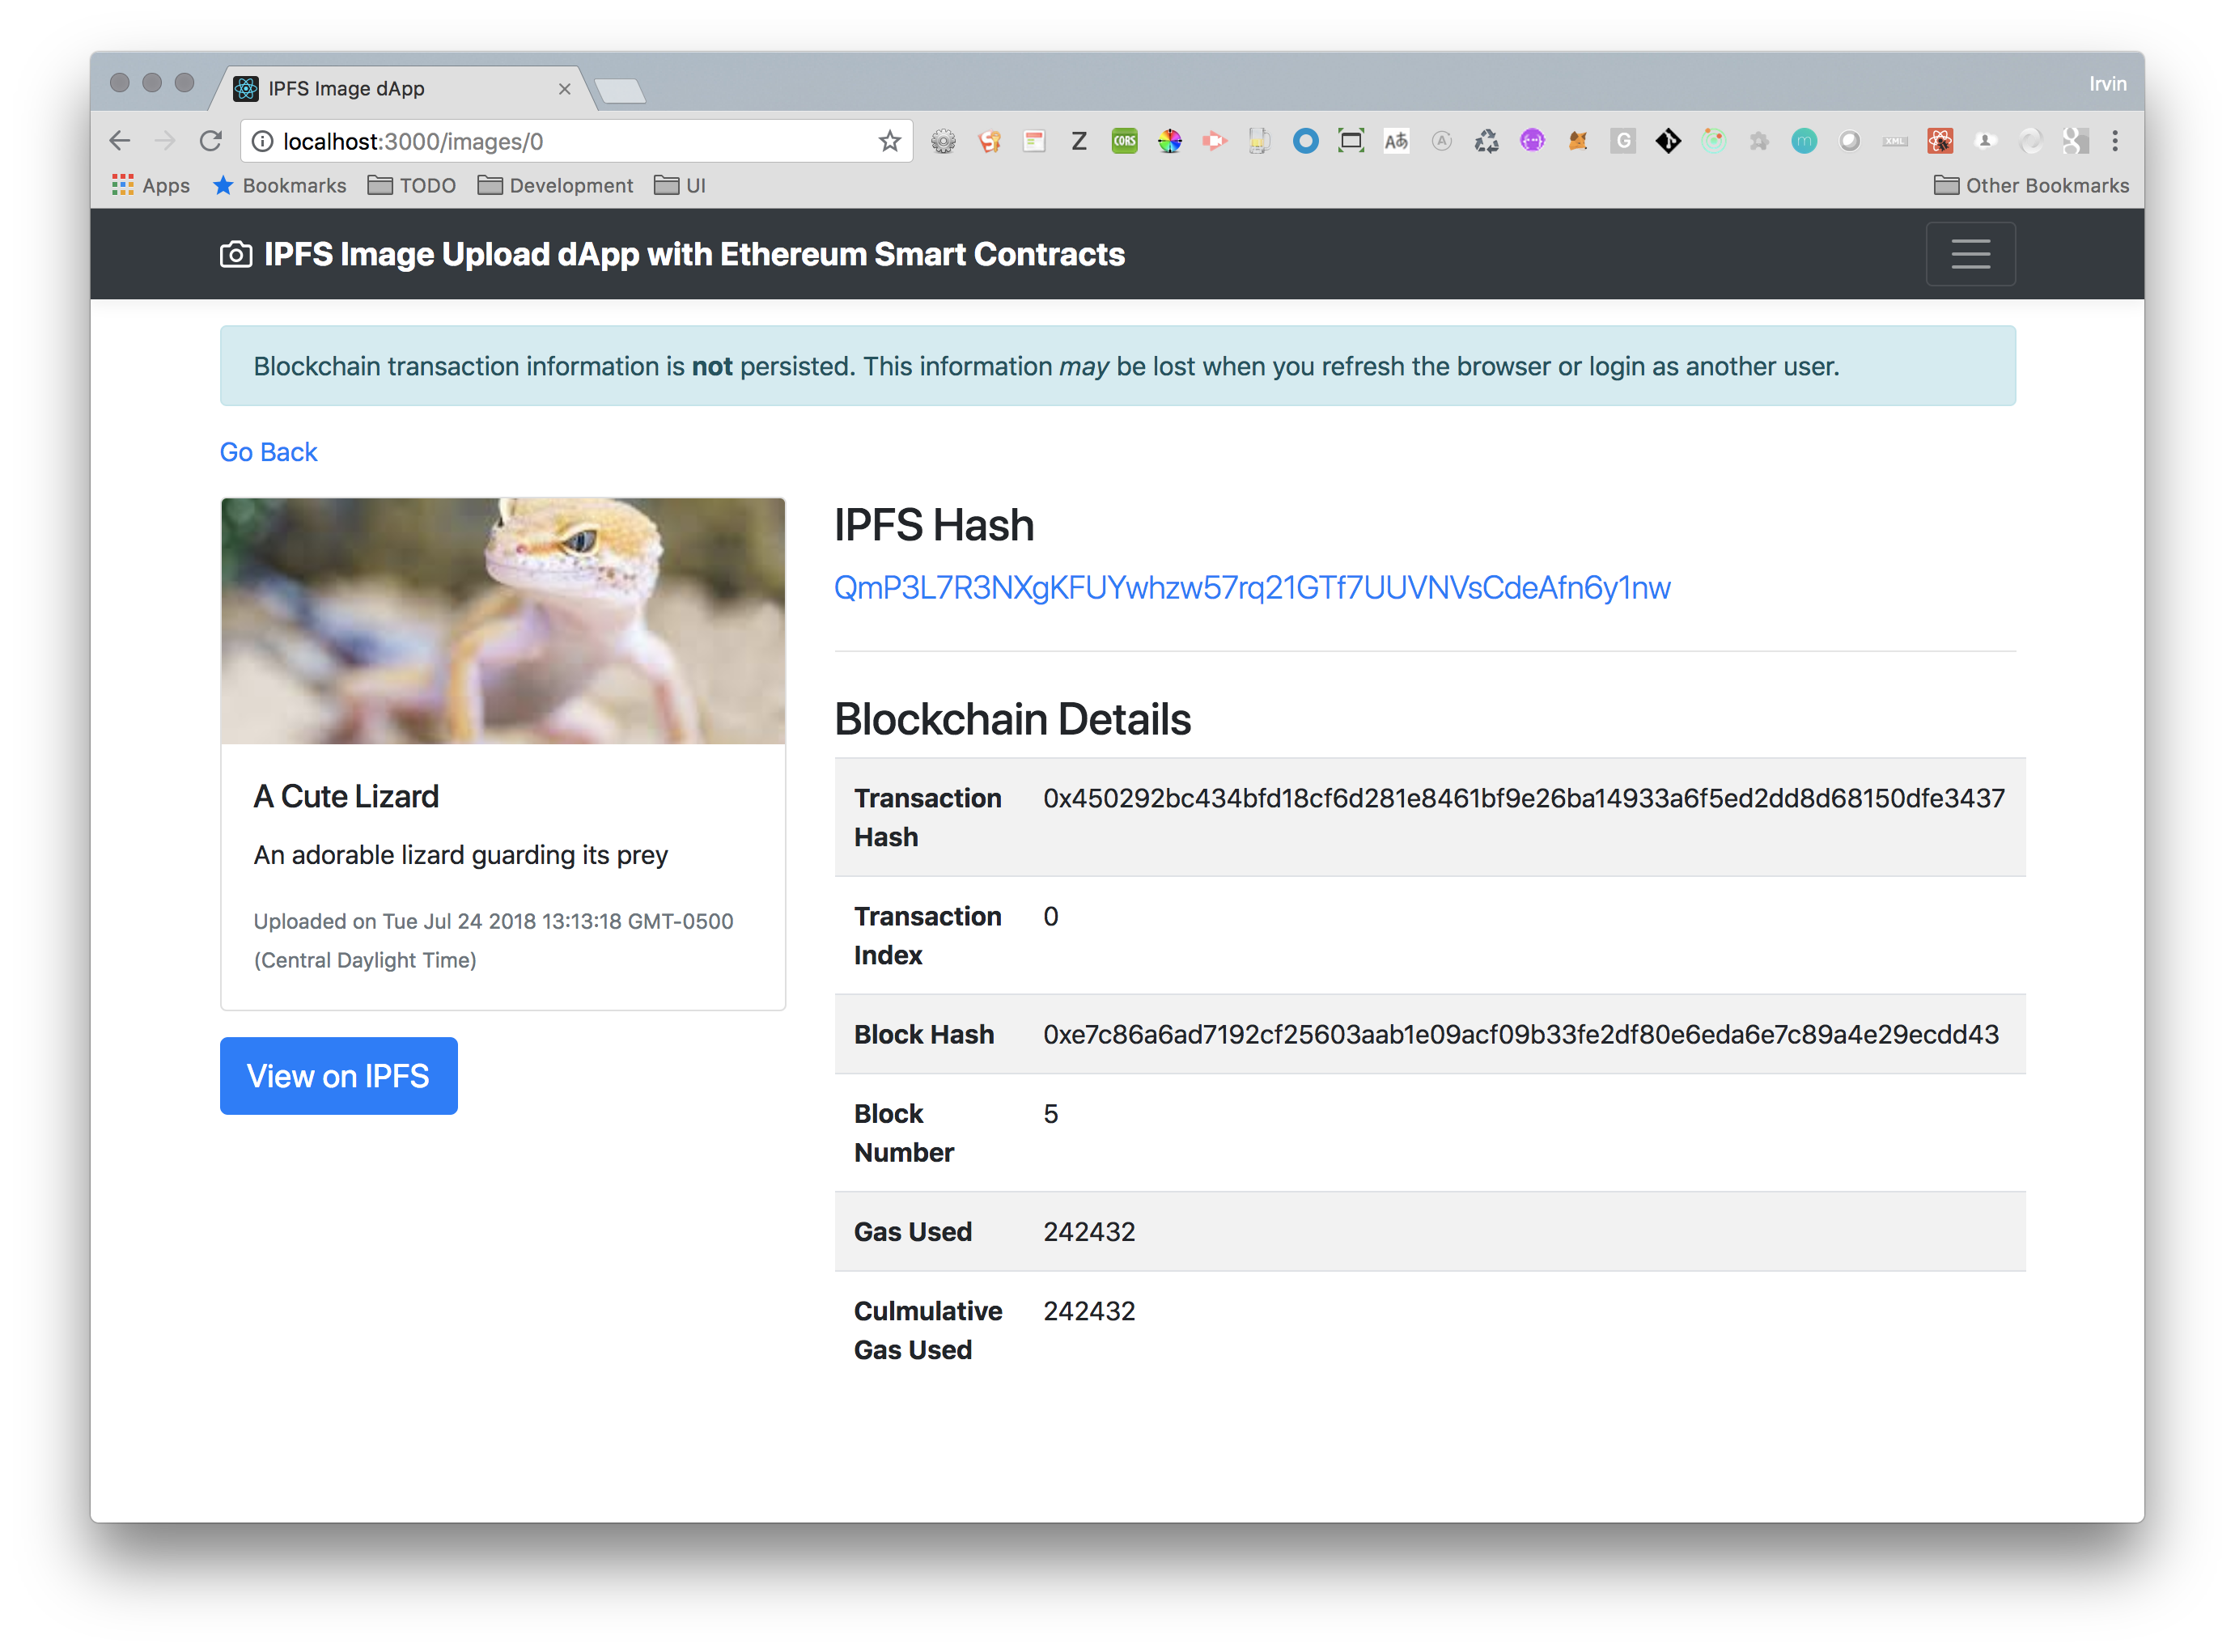 IPFS Image dApp
Irvin
localhost:3000/images/0
Z
CORS
Aあ
A
G
m
XML
Apps Bookmarks TODO Development UI Other Bookmarks
IPFS Image Upload dApp with Ethereum Smart Contracts
Blockchain transaction information is not persisted. This information may be lost when you refresh the browser or login as another user.
Go Back
A Cute Lizard
An adorable lizard guarding its prey
Uploaded on Tue Jul 24 2018 13:13:18 GMT-0500
(Central Daylight Time)
View on IPFS
IPFS Hash
QmP3L7R3NXgKFUYwhzw57rq21GTf7UUVNVsCdeAfn6y1nw
Blockchain Details
Transaction Hash 0x450292bc434bfd18cf6d281e8461bf9e26ba14933a6f5ed2dd8d68150dfe3437
Transaction Index 0
Block Hash 0xe7c86a6ad7192cf25603aab1e09acf09b33fe2df80e6eda6e7c89a4e29ecdd43
Block Number 5
Gas Used 242432
Culmulative Gas Used 242432